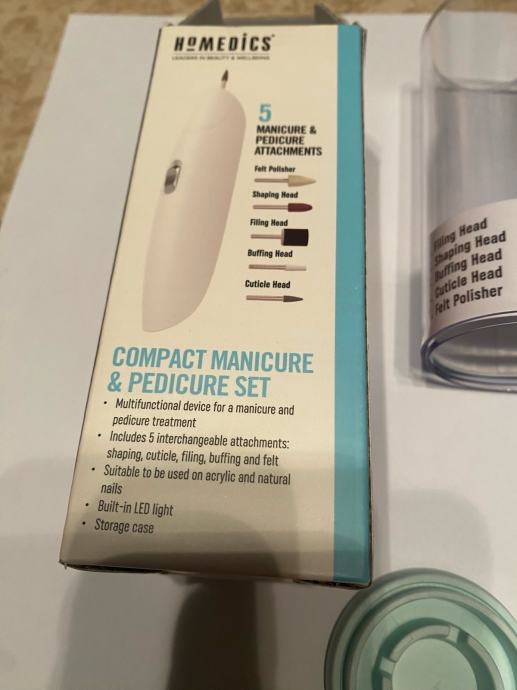 HoMEDICS
LEADERS IN BEAUTY & WELLBEING
5
MANICURE &
PEDICURE
ATTACHMENTS
Felt Polisher
Shaping Head
Filing Head
Buffing Head
Cuticle Head
COMPACT MANICURE
& PEDICURE SET
• Multifunctional device for a manicure and
pedicure treatment
• Includes 5 interchangeable attachments:
shaping, cuticle, filing, buffing and felt
• Suitable to be used on acrylic and natural
nails
• Built-in LED light
• Storage case
Filing Head
Shaping Head
Buffing Head
Cuticle Head
Felt Polisher